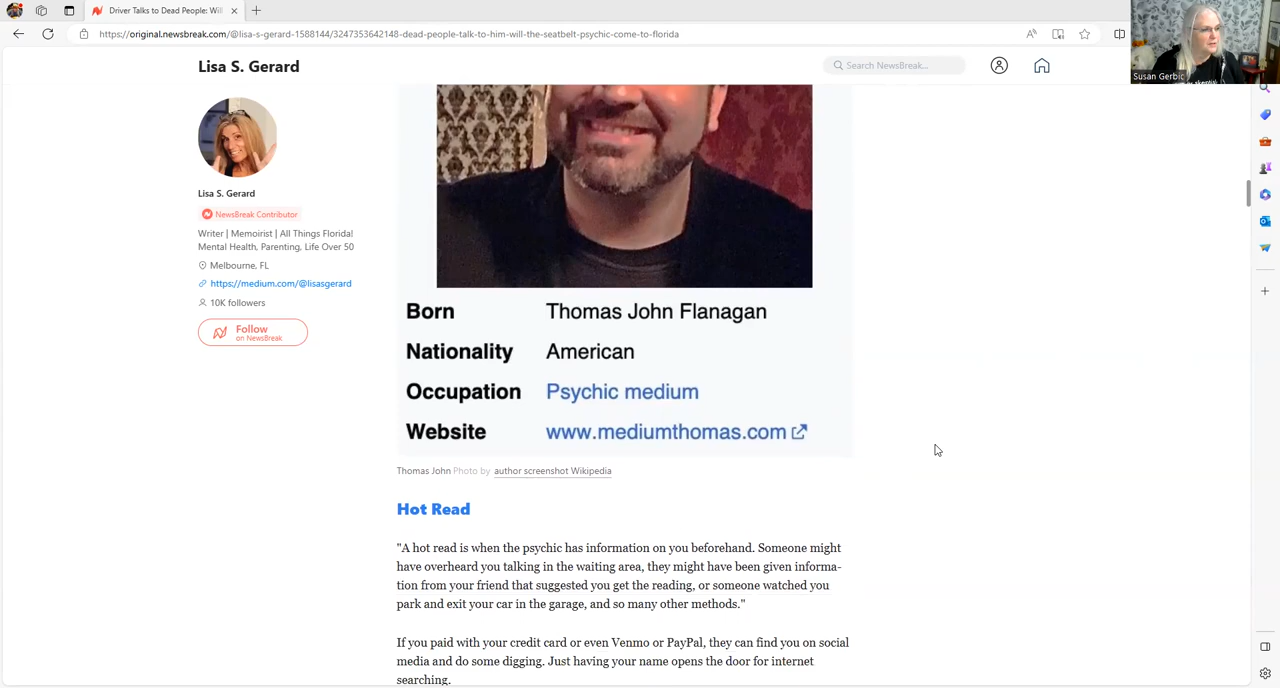 Driver Talks to Dead People: Wil
https://original.newsbreak.com/@lisa-s-gerard-1588144/3247353642148-dead-people-talk-to-him-will-the-seatbelt-psychic-come-to-florida
Susan Gerbic
Lisa S. Gerard
Search NewsBreak...
Lisa S. Gerard
NewsBreak Contributor
Writer | Memoirist | All Things Florida!
Mental Health, Parenting, Life Over 50
Melbourne, FL
https://medium.com/@lisasgerard
10K followers
Follow
on NewsBreak
Born Thomas John Flanagan
Nationality American
Occupation Psychic medium
Website www.mediumthomas.com
Thomas John Photo by author screenshot Wikipedia
Hot Read
"A hot read is when the psychic has information on you beforehand. Someone might
have overheard you talking in the waiting area, they might have been given informa-
tion from your friend that suggested you get the reading, or someone watched you
park and exit your car in the garage, and so many other methods."
If you paid with your credit card or even Venmo or PayPal, they can find you on social
media and do some digging. Just having your name opens the door for internet
searching.